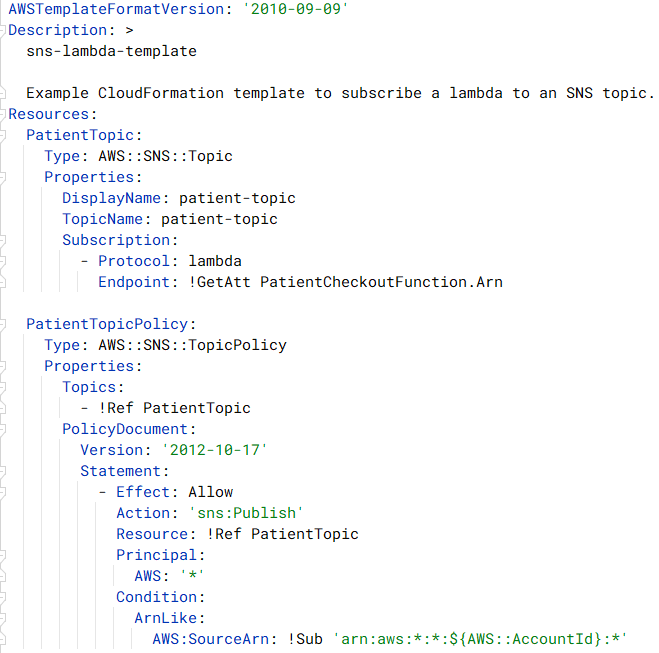 AWSTemplateFormatVersion: '2010-09-09'
Description: >
  sns-lambda-template

  Example CloudFormation template to subscribe a lambda to an SNS topic.
Resources:
  PatientTopic:
    Type: AWS::SNS::Topic
    Properties:
      DisplayName: patient-topic
      TopicName: patient-topic
      Subscription:
        - Protocol: lambda
          Endpoint: !GetAtt PatientCheckoutFunction.Arn

  PatientTopicPolicy:
    Type: AWS::SNS::TopicPolicy
    Properties:
      Topics:
        - !Ref PatientTopic
      PolicyDocument:
        Version: '2012-10-17'
        Statement:
          - Effect: Allow
            Action: 'sns:Publish'
            Resource: !Ref PatientTopic
            Principal:
              AWS: '*'
            Condition:
              ArnLike:
                AWS:SourceArn: !Sub 'arn:aws:*:*:${AWS::AccountId}:*'